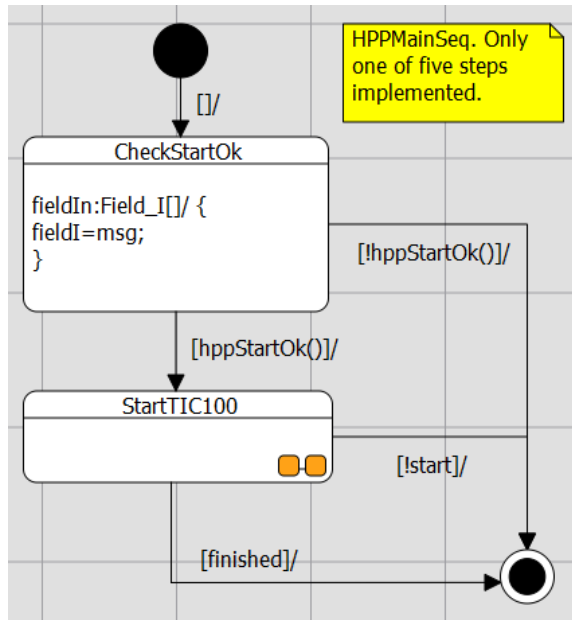 HPPMainSeq. Only
one of five steps
implemented.
[]/
CheckStartOk
fieldIn:Field_I[]/ {
fieldI=msg;
}
[!hppStartOk()]/
[hppStartOk()]/
StartTIC100
[!start]/
[finished]/